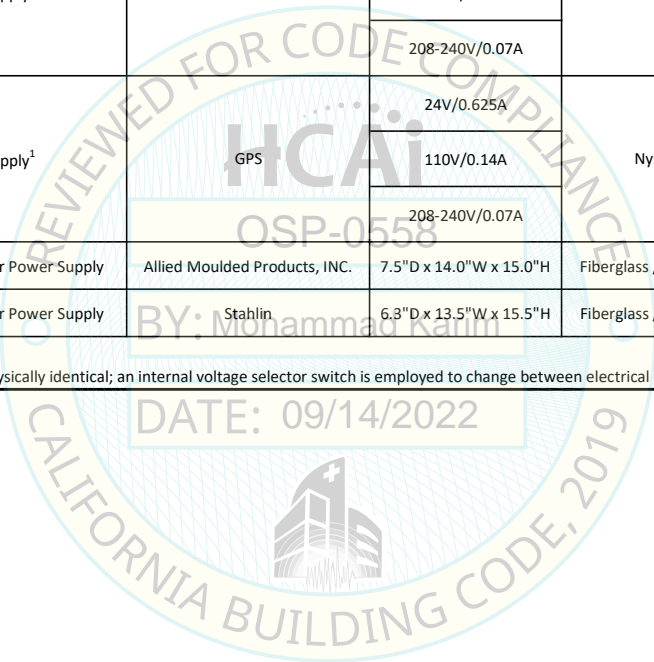 208-240V/0.07A
24V/0.625A
pply¹ GPS 110V/0.14A Ny
208-240V/0.07A
r Power Supply Allied Moulded Products, INC. 7.5"D x 14.0"W x 15.0"H Fiberglass
r Power Supply Stahlin 6.3"D x 13.5"W x 15.5"H Fiberglass
ysically identical; an internal voltage selector switch is employed to change between electrical
REVIEWED FOR CODE COMPLIANCE
HCAi
OSP-0558
BY: Mohammad Karim
DATE: 09/14/2022
CALIFORNIA BUILDING CODE, 2019